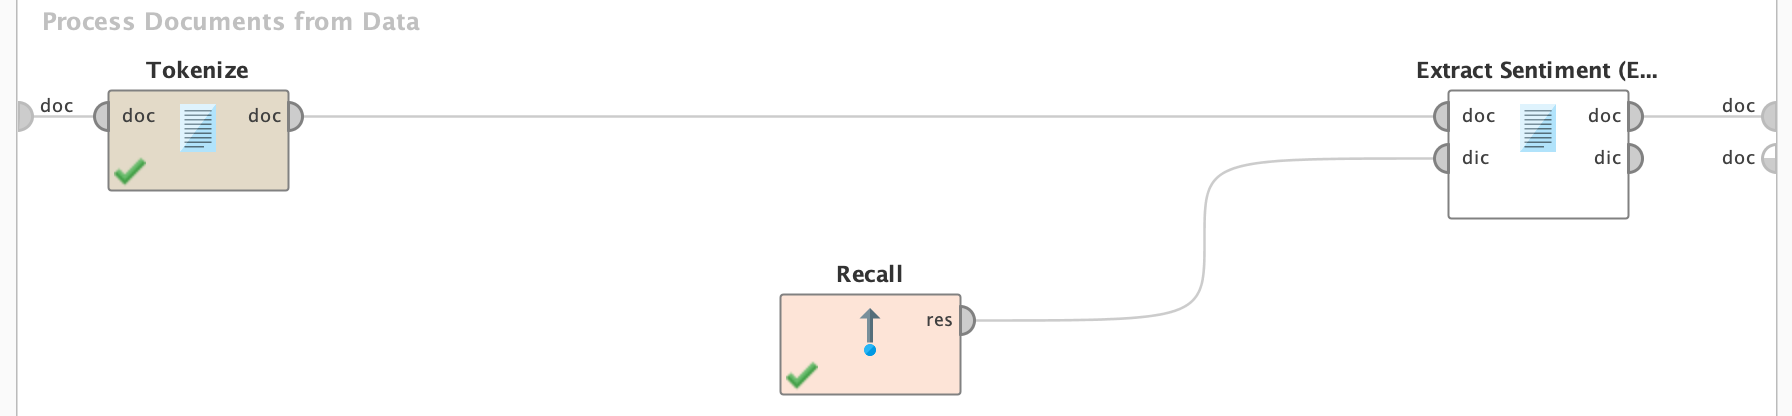 Process Documents from Data
Tokenize
Extract Sentiment (E...
doc
doc
doc
doc
doc
doc
dic
dic
doc
Recall
res